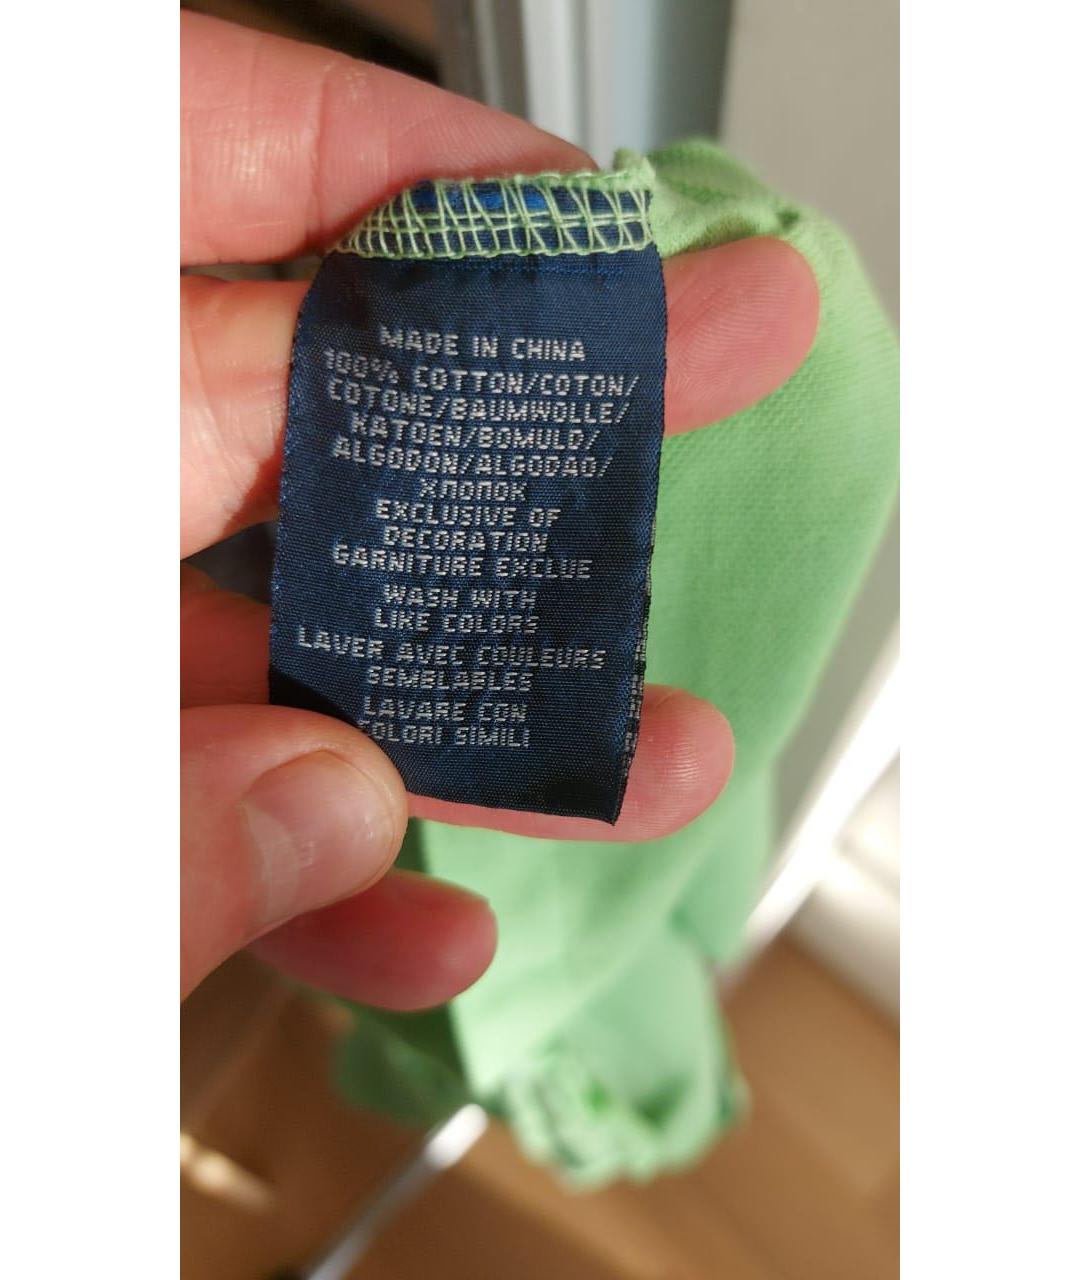 MADE IN CHINA
100% COTTON/COTON/
COTONE/BAUMWOLLE/
KATOEN/BOMULD/
ALGODON/ALGODAO/
ХЛОПОК
EXCLUSIVE OF
DECORATION
GARNITURE EXCLUE
WASH WITH
LIKE COLORS
LAVER AVEC COULEURS
SEMBLABLES
LAVARE CON
COLORI SIMILI